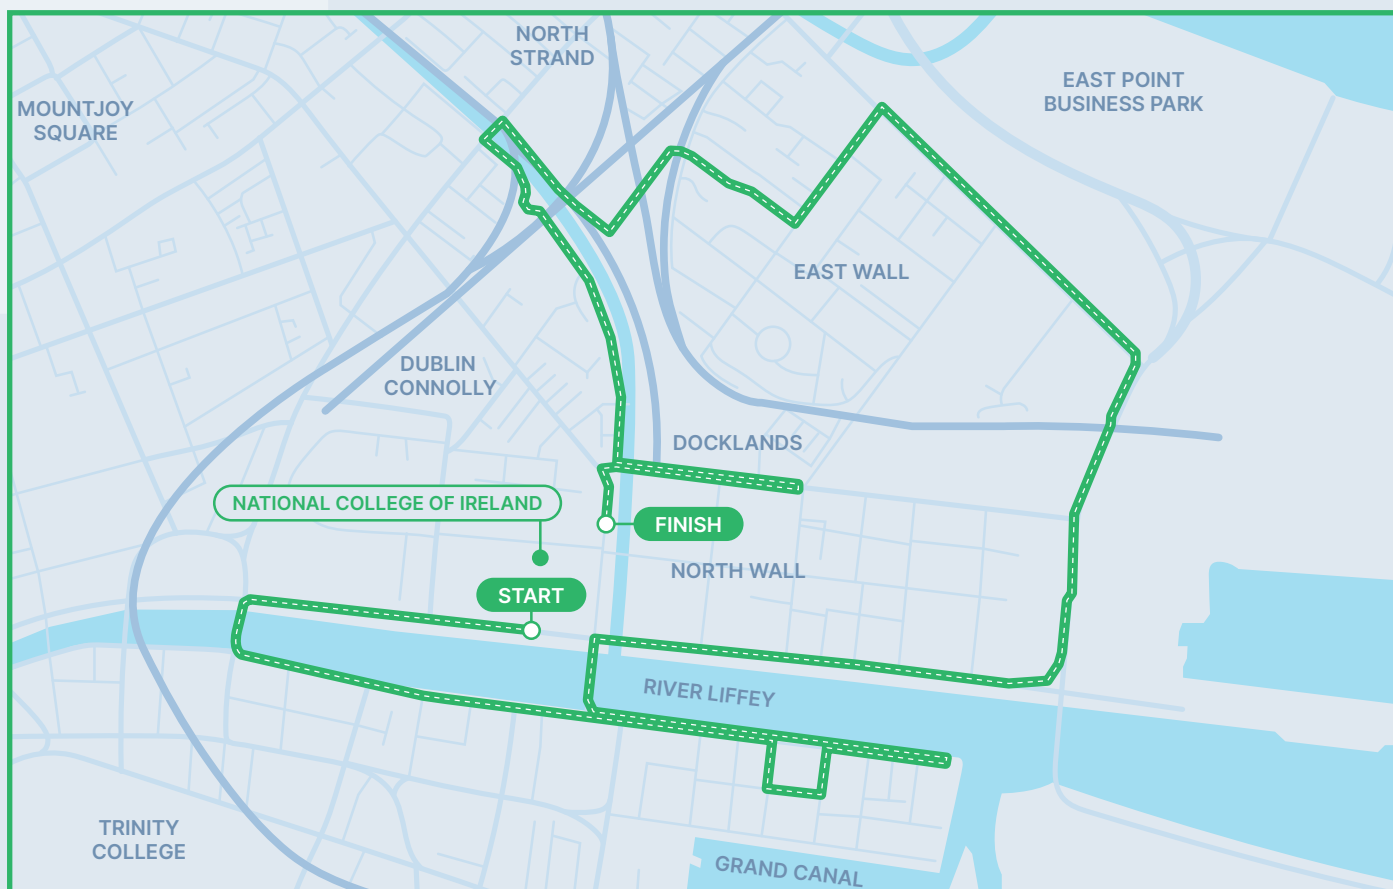 NORTH
STRAND
EAST POINT
BUSINESS PARK
MOUNTJOY
SQUARE
EAST WALL
DUBLIN
CONNOLLY
DOCKLANDS
NATIONAL COLLEGE OF IRELAND
FINISH
NORTH WALL
START
RIVER LIFFEY
TRINITY
COLLEGE
GRAND CANAL